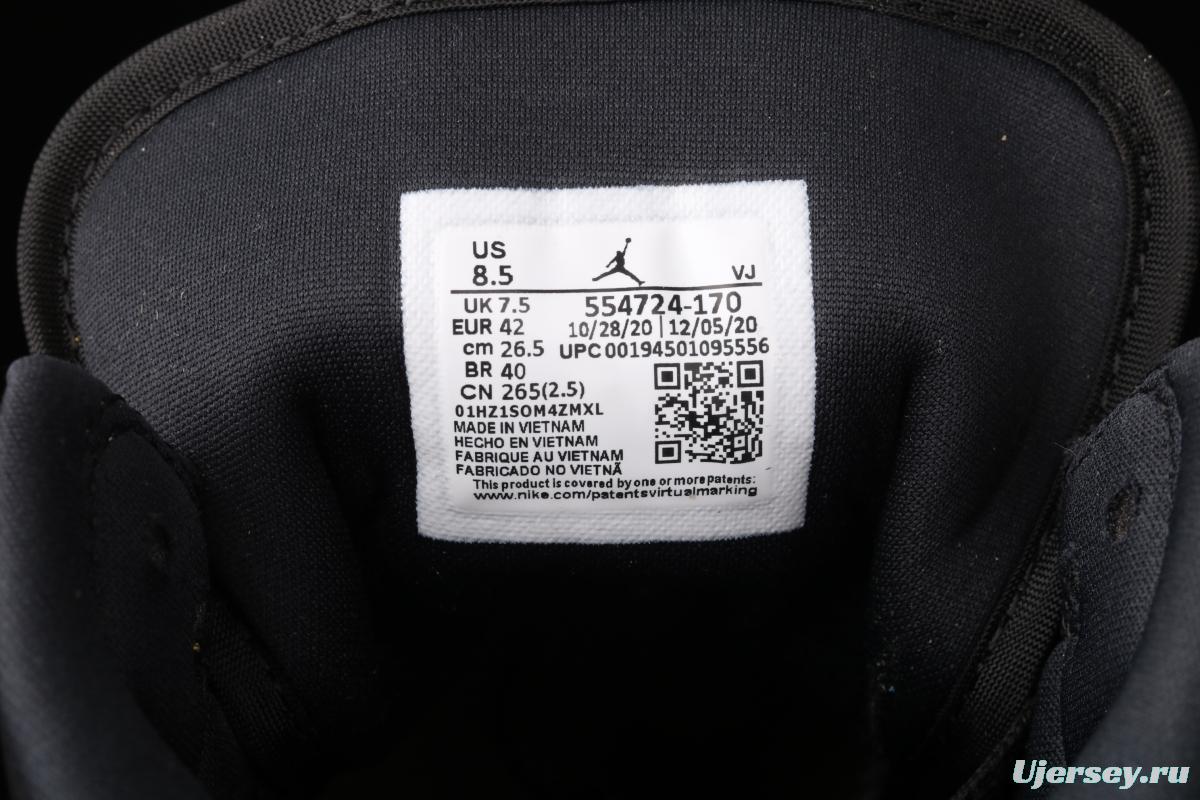 US
8.5
VJ
UK 7.5
554724-170
EUR 42
10/28/20 | 12/05/20
cm 26.5
UPC 00194501095556
BR 40
CN 265(2.5)
01HZ1SOM4ZMXL
MADE IN VIETNAM
HECHO EN VIETNAM
FABRIQUE AU VIETNAM
FABRICADO NO VIETNÃ
This product is covered by one or more patents:
www.nike.com/patentsvirtualmarking
Ujersey.ru